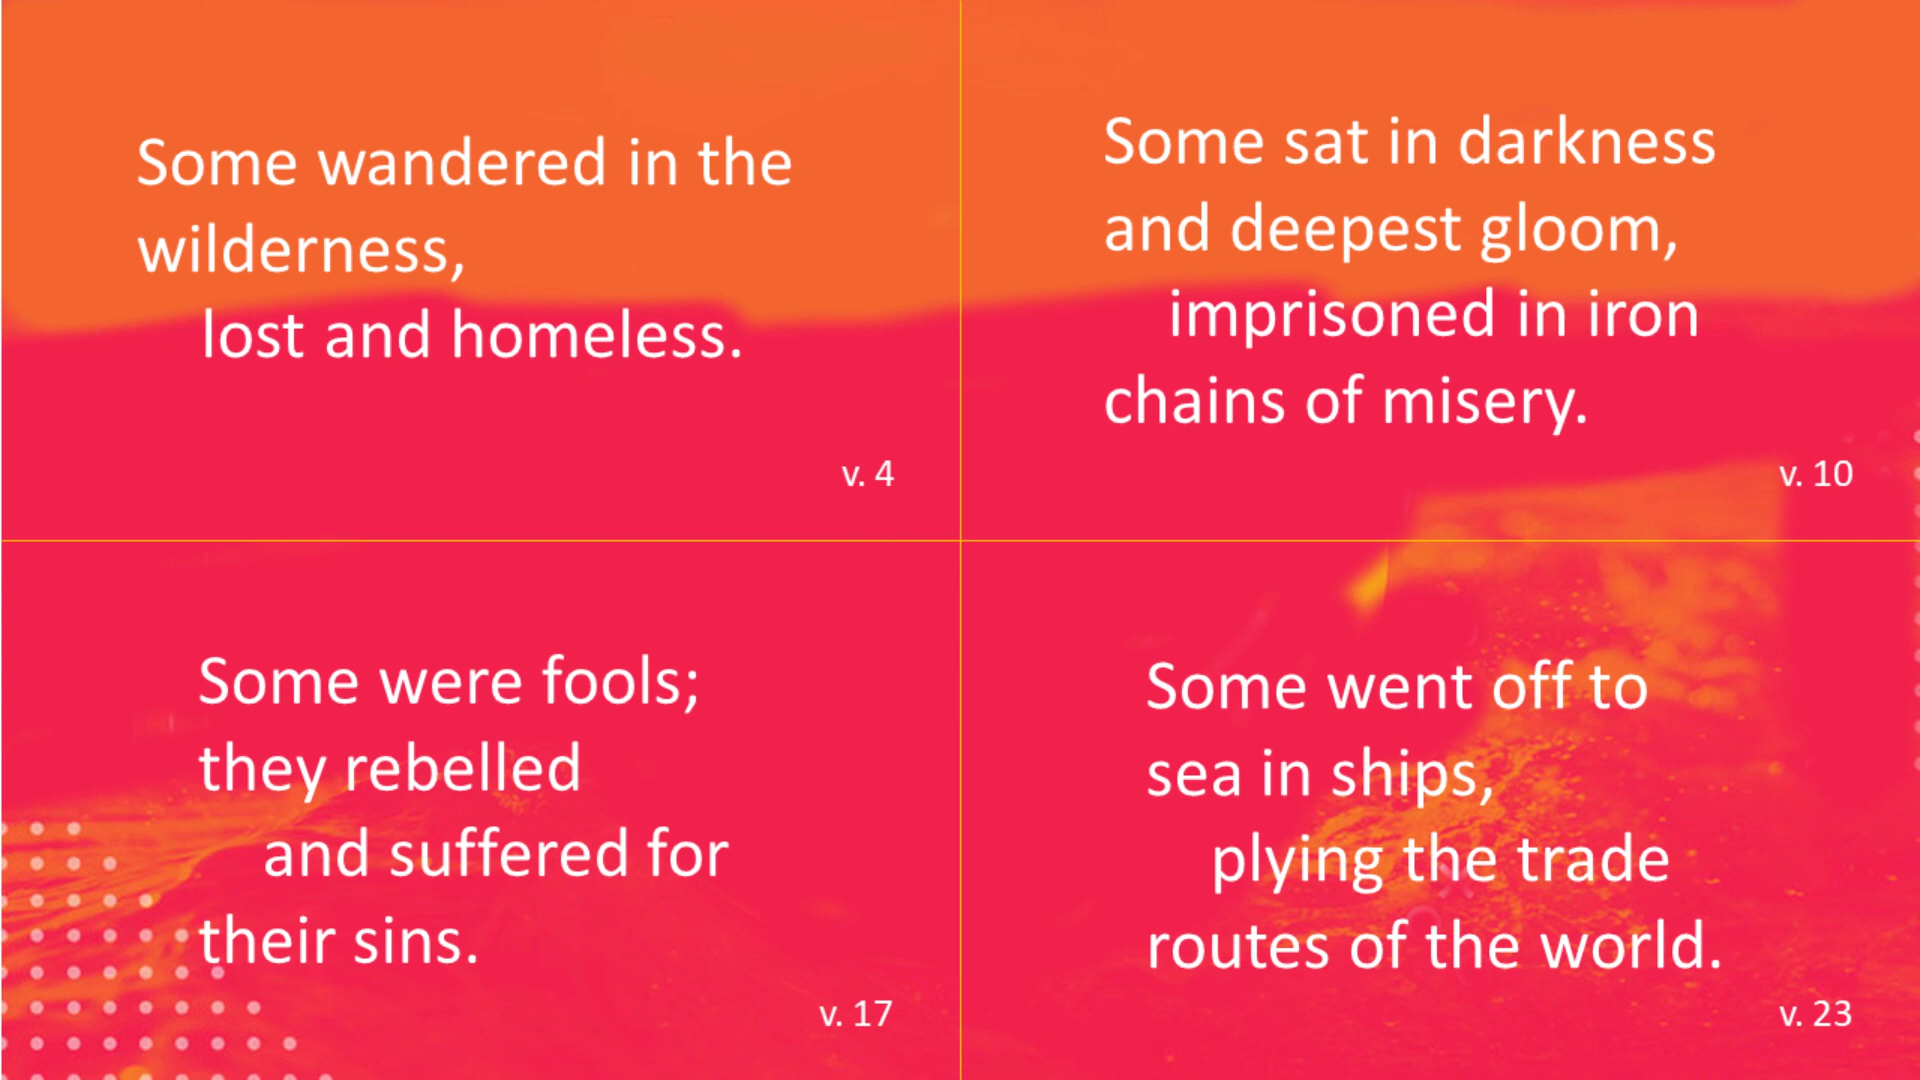 Some wandered in the
wilderness,
lost and homeless.
v. 4
Some sat in darkness
and deepest gloom,
imprisoned in iron
chains of misery.
v. 10
Some were fools;
they rebelled
and suffered for
their sins.
v. 17
Some went off to
sea in ships,
plying the trade
routes of the world.
v. 23